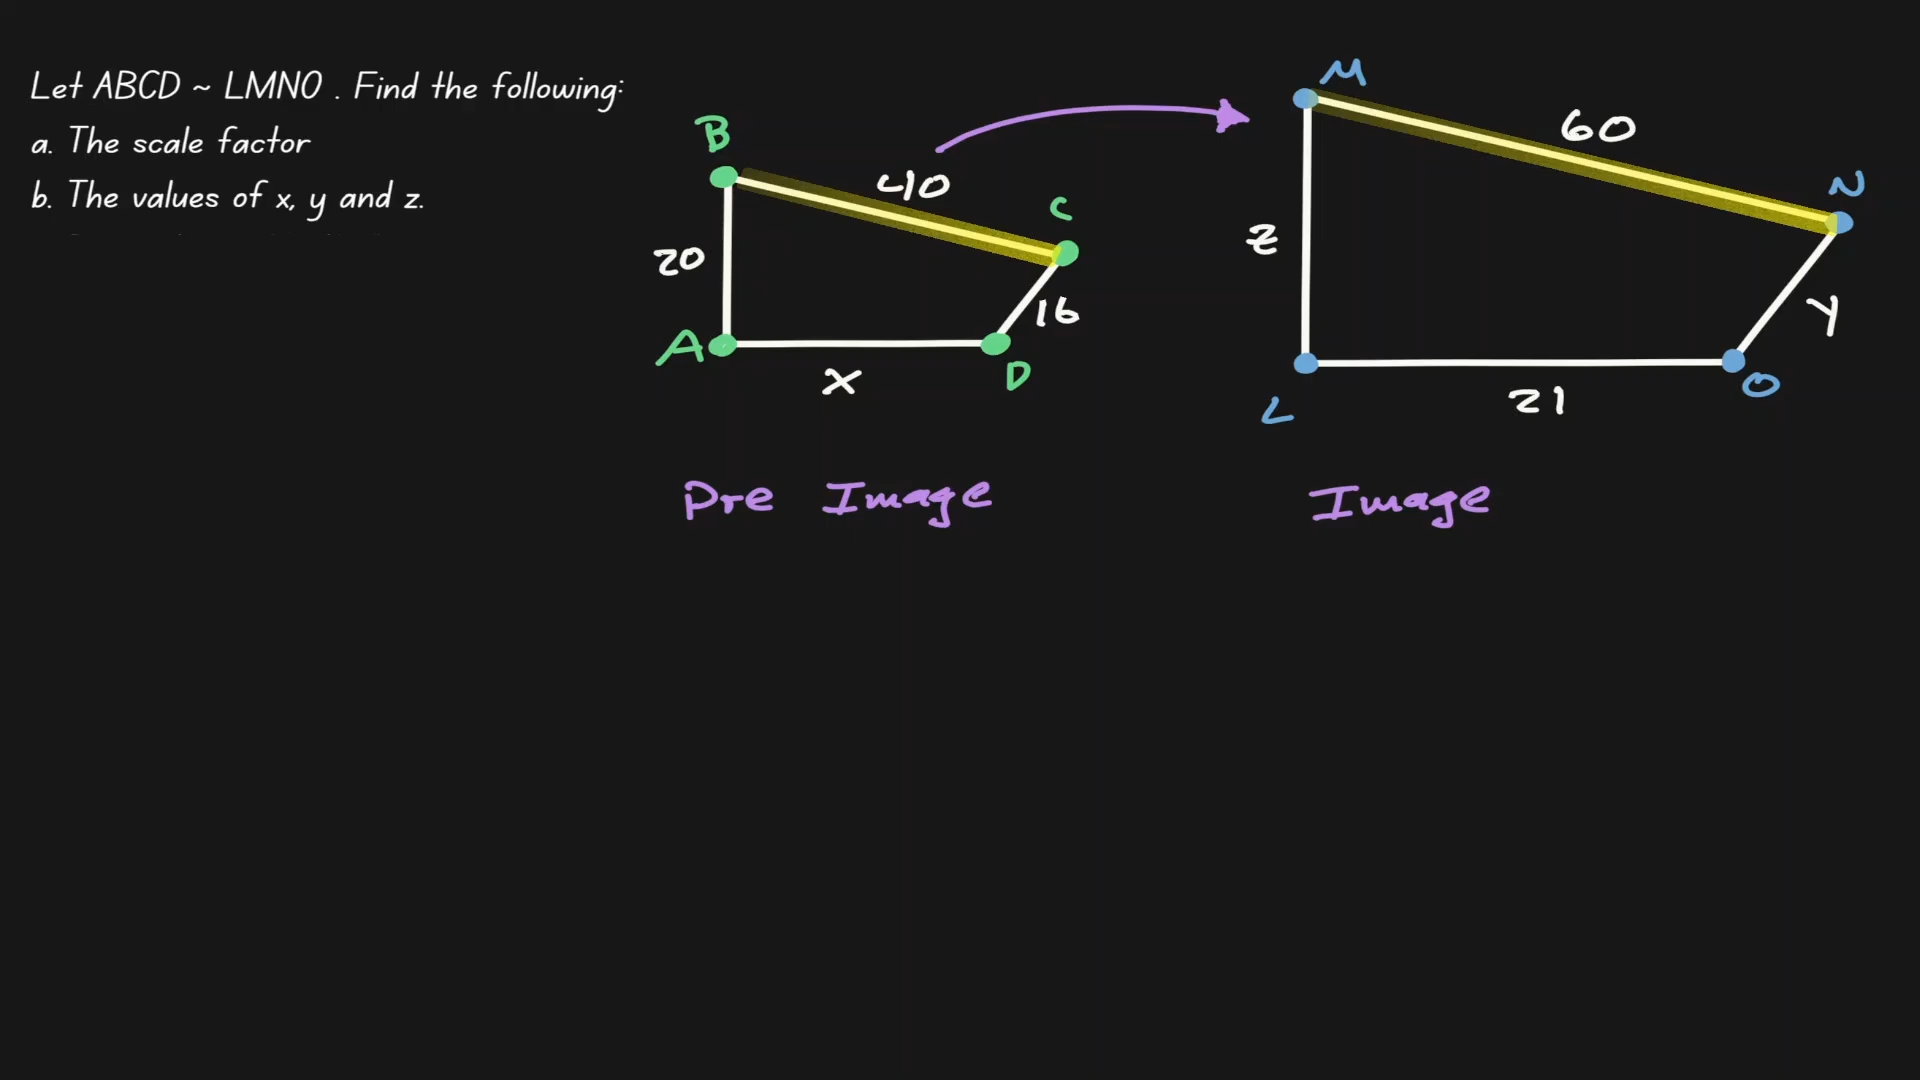 Let ABCD ~ LMNO . Find the following:
a. The scale factor
b. The values of x, y and z.
M
60
B
40
N
C
20
z
16
y
A
x
D
21
O
L
Pre Image
Image